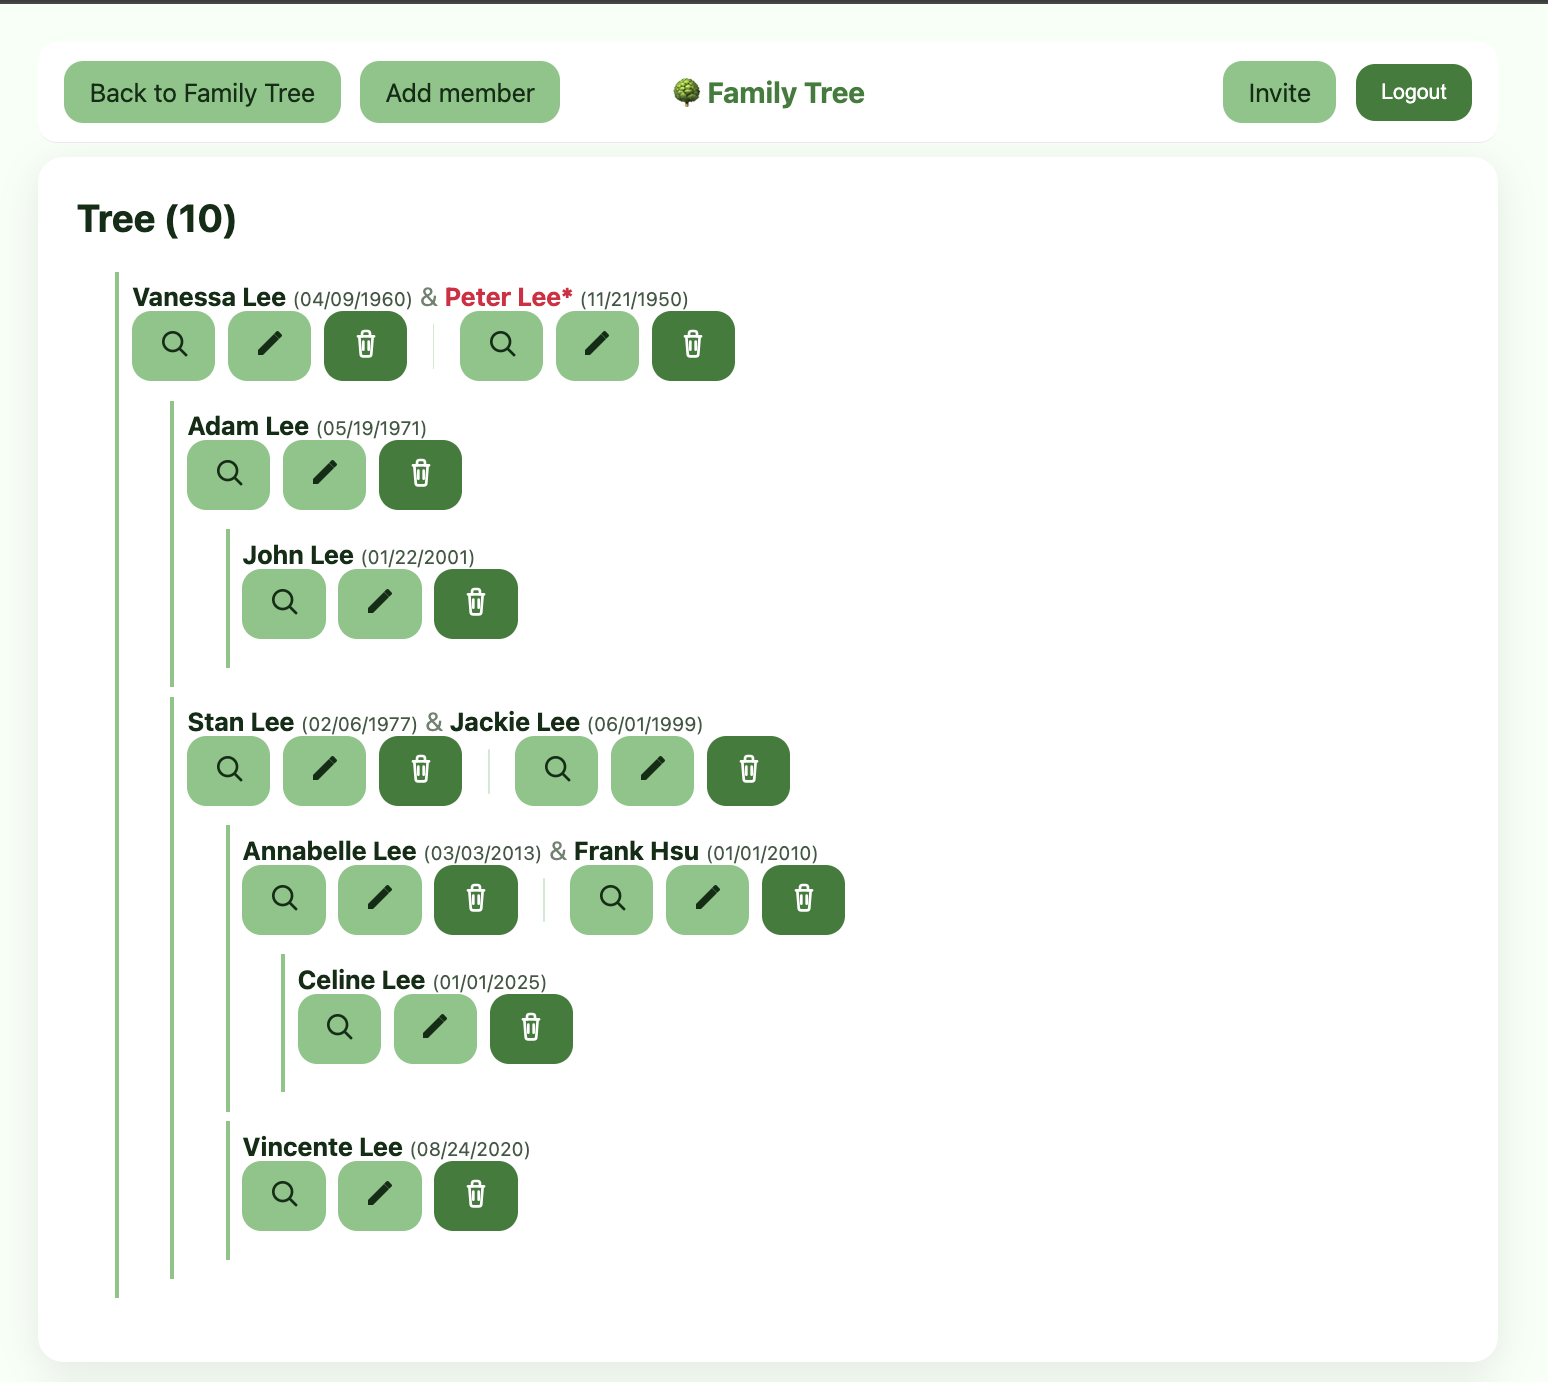 Back to Family Tree Add member Family Tree Invite Logout
Tree (10)
Vanessa Lee (04/09/1960) & Peter Lee* (11/21/1950)
Adam Lee (05/19/1971)
John Lee (01/22/2001)
Stan Lee (02/06/1977) & Jackie Lee (06/01/1999)
Annabelle Lee (03/03/2013) & Frank Hsu (01/01/2010)
Celine Lee (01/01/2025)
Vincente Lee (08/24/2020)